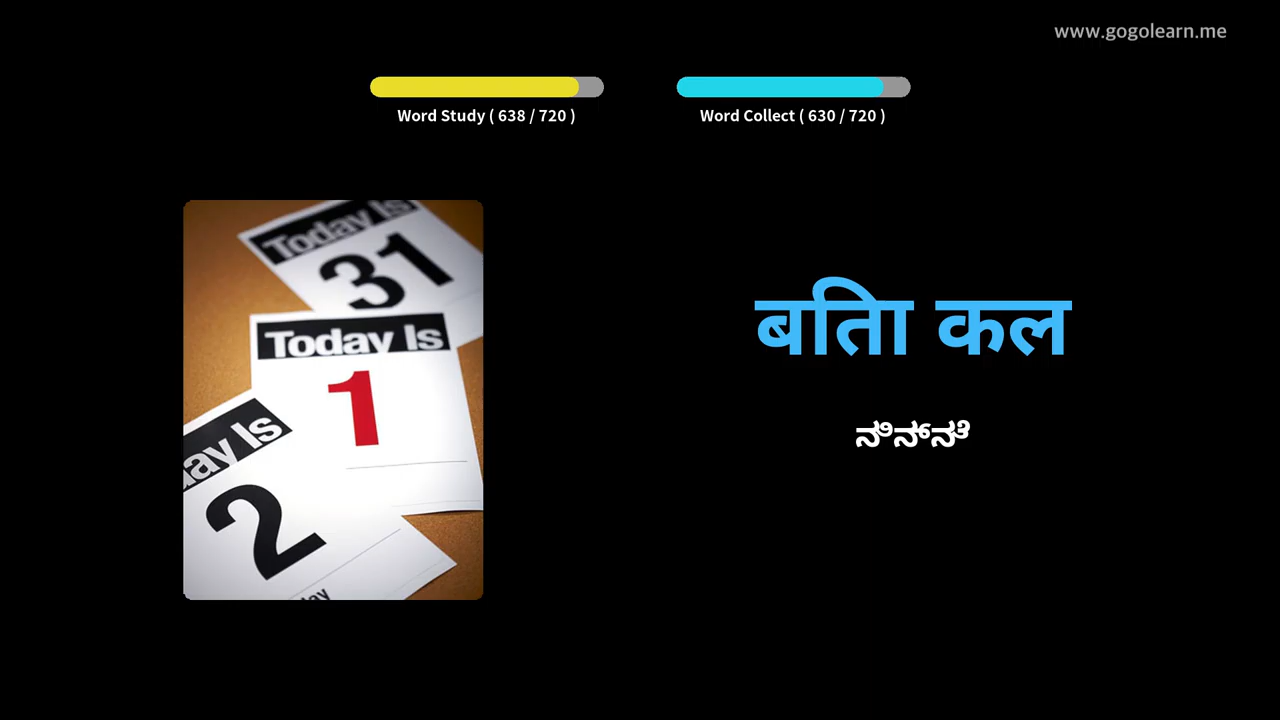 www.gogolearn.me
Word Study ( 638 / 720 )
Word Collect ( 630 / 720 )
Today Is
31
Today Is
1
day Is
2
बिता कल
ನಿನ್ನೆ